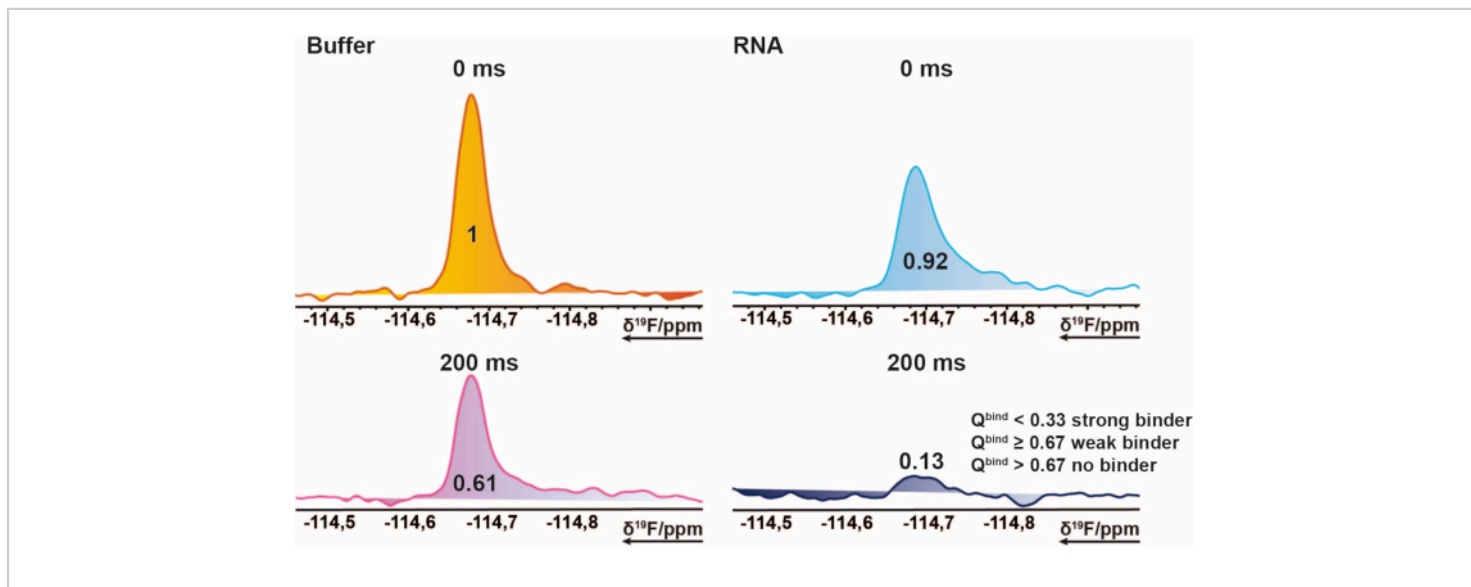 Buffer
RNA
0 ms
0 ms
1
0.92
-114,5 -114,6 -114,7 -114,8 δ¹⁹F/ppm
-114,5 -114,6 -114,7 -114,8 δ¹⁹F/ppm
200 ms
200 ms
Qᵇⁱⁿᵈ < 0.33 strong binder
Qᵇⁱⁿᵈ ≥ 0.67 weak binder
Qᵇⁱⁿᵈ > 0.67 no binder
0.61
0.13
-114,5 -114,6 -114,7 -114,8 δ¹⁹F/ppm
-114,5 -114,6 -114,7 -114,8 δ¹⁹F/ppm